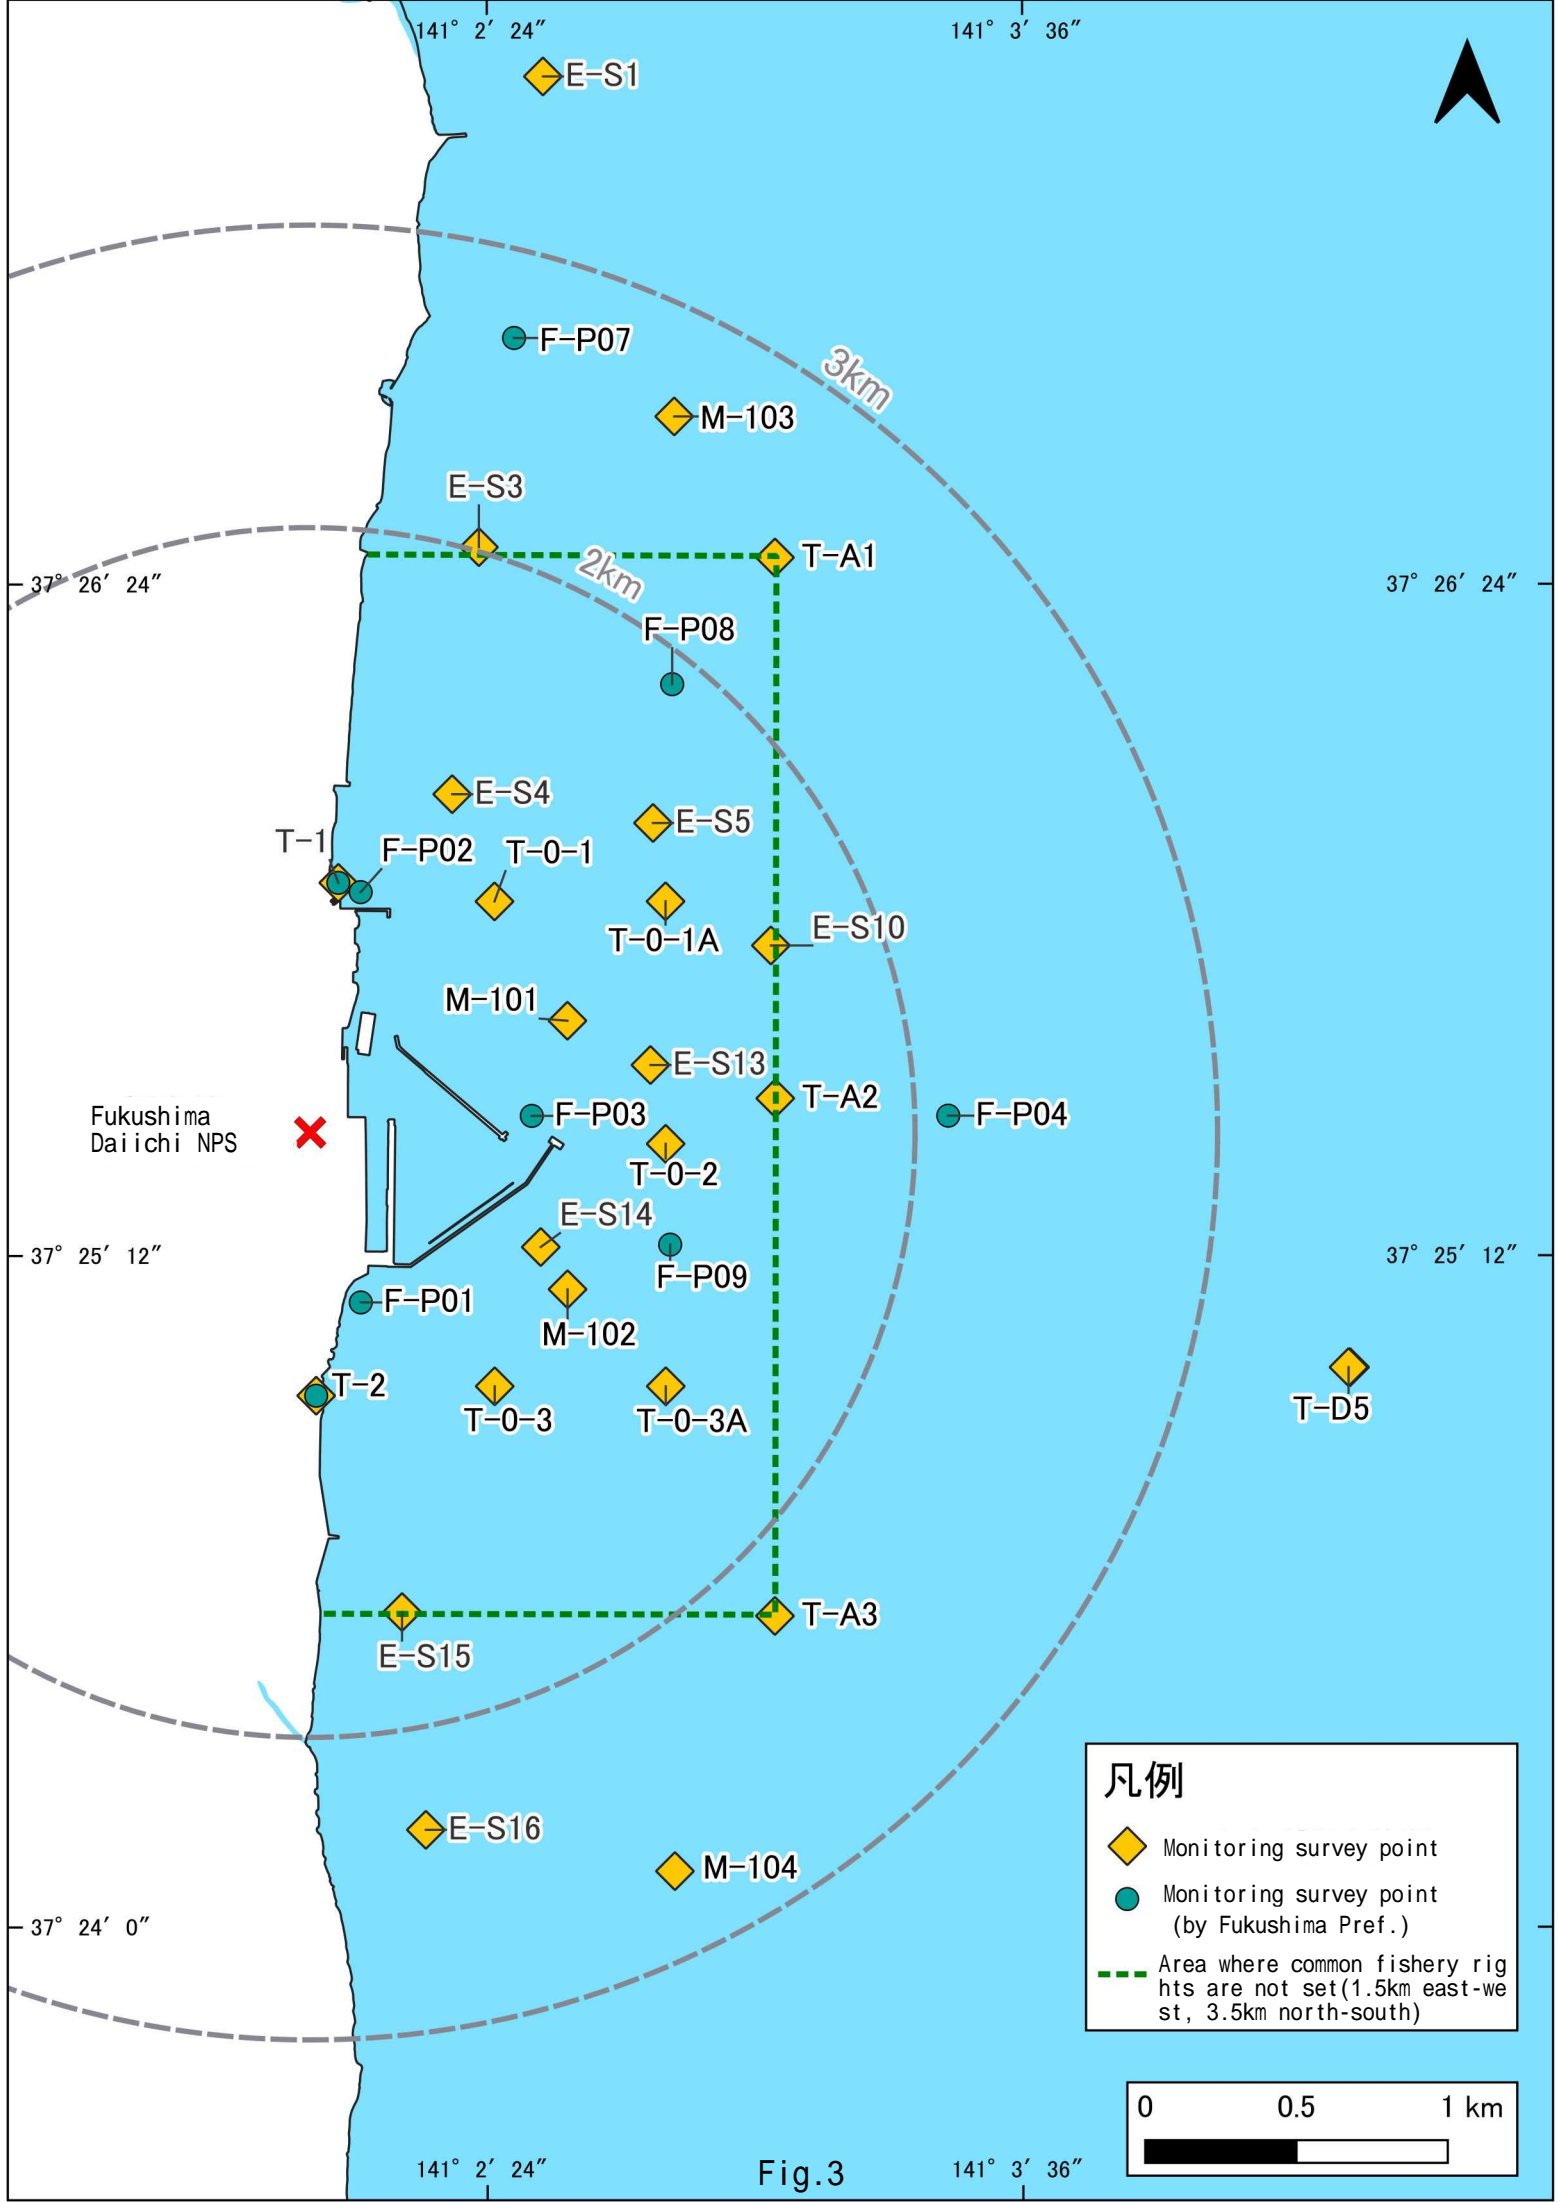 141° 2′ 24″
141° 3′ 36″
E-S1
F-P07
3km
M-103
E-S3
T-A1
2km
37° 26′ 24″
37° 26′ 24″
F-P08
E-S4
E-S5
T-1
F-P02
T-0-1
T-0-1A
E-S10
M-101
E-S13
T-A2
Fukushima
Daiichi NPS
F-P03
F-P04
T-0-2
E-S14
37° 25′ 12″
37° 25′ 12″
F-P09
F-P01
M-102
T-2
T-0-3
T-0-3A
T-D5
T-A3
E-S15
凡例
E-S16
Monitoring survey point
M-104
Monitoring survey point
(by Fukushima Pref.)
37° 24′ 0″
Area where common fishery rig
hts are not set(1.5km east-we
st, 3.5km north-south)
0 0.5 1 km
141° 2′ 24″
Fig.3
141° 3′ 36″